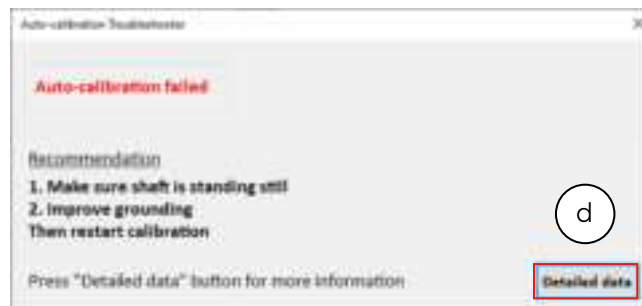 Auto-calibration Troubleshooter
Auto-calibration failed
Recommendation
1. Make sure shaft is standing still
2. Improve grounding
Then restart calibration
d
Press "Detailed data" button for more information
Detailed data